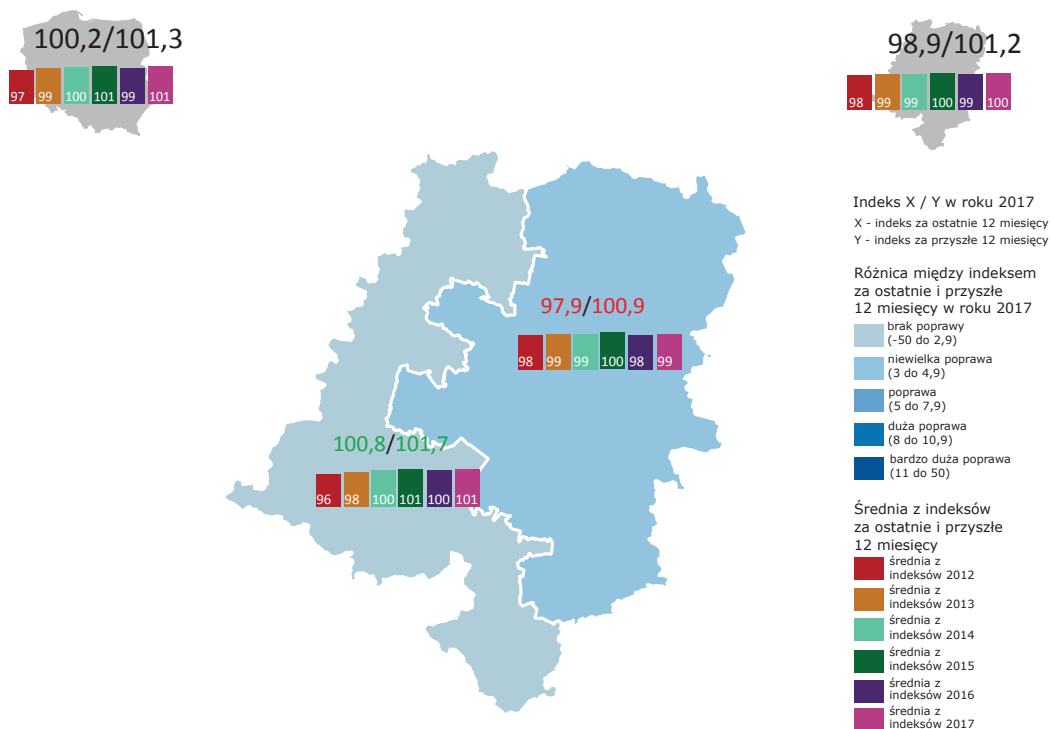 100,2/101,3
97 99 100 101 99 101
98,9/101,2
98 99 99 100 99 100
97,9/100,9
98 99 99 100 98 99
100,8/101,7
96 98 100 101 100 101
Indeks X / Y w roku 2017
X - indeks za ostatnie 12 miesięcy
Y - indeks za przyszłe 12 miesięcy
Różnica między indeksem
za ostatnie i przyszłe
12 miesięcy w roku 2017
brak poprawy
(-50 do 2,9)
niewielka poprawa
(3 do 4,9)
poprawa
(5 do 7,9)
duża poprawa
(8 do 10,9)
bardzo duża poprawa
(11 do 50)
Średnia z indeksów
za ostatnie i przyszłe
12 miesięcy
średnia z
indeksów 2012
średnia z
indeksów 2013
średnia z
indeksów 2014
średnia z
indeksów 2015
średnia z
indeksów 2016
średnia z
indeksów 2017